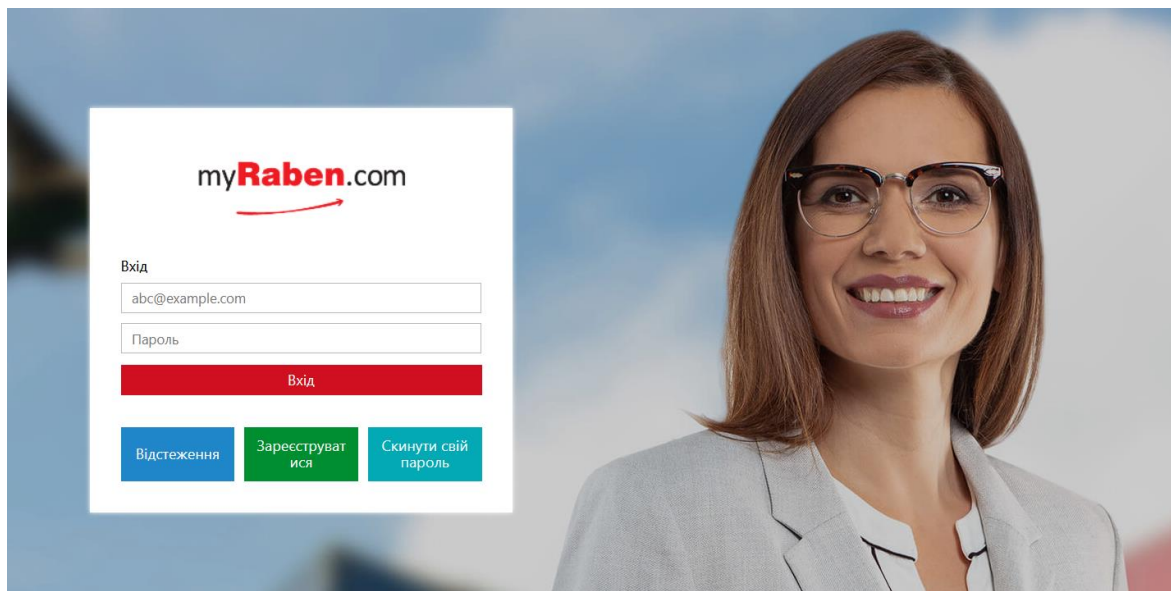 myRaben.com
Вхід
abc@example.com
Пароль
Вхід
Відстеження
Зареєструват
ися
Скинути свій
пароль